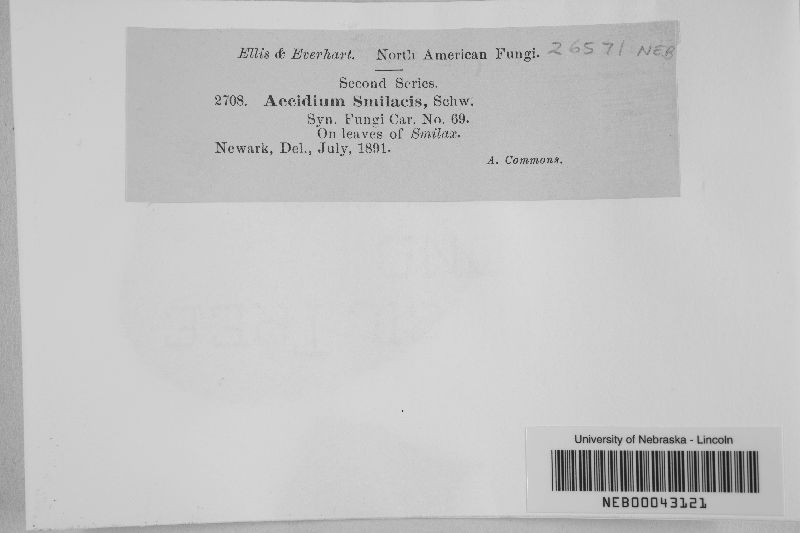 Ellis & Everhart. North American Fungi. 26571 NEB
Second Series.
2708. Aecidium Smilacis, Schw.
Syn. Fungi Car. No. 69.
On leaves of Smilax.
Newark, Del., July, 1891.
A. Commons.
University of Nebraska - Lincoln
NEB00043121